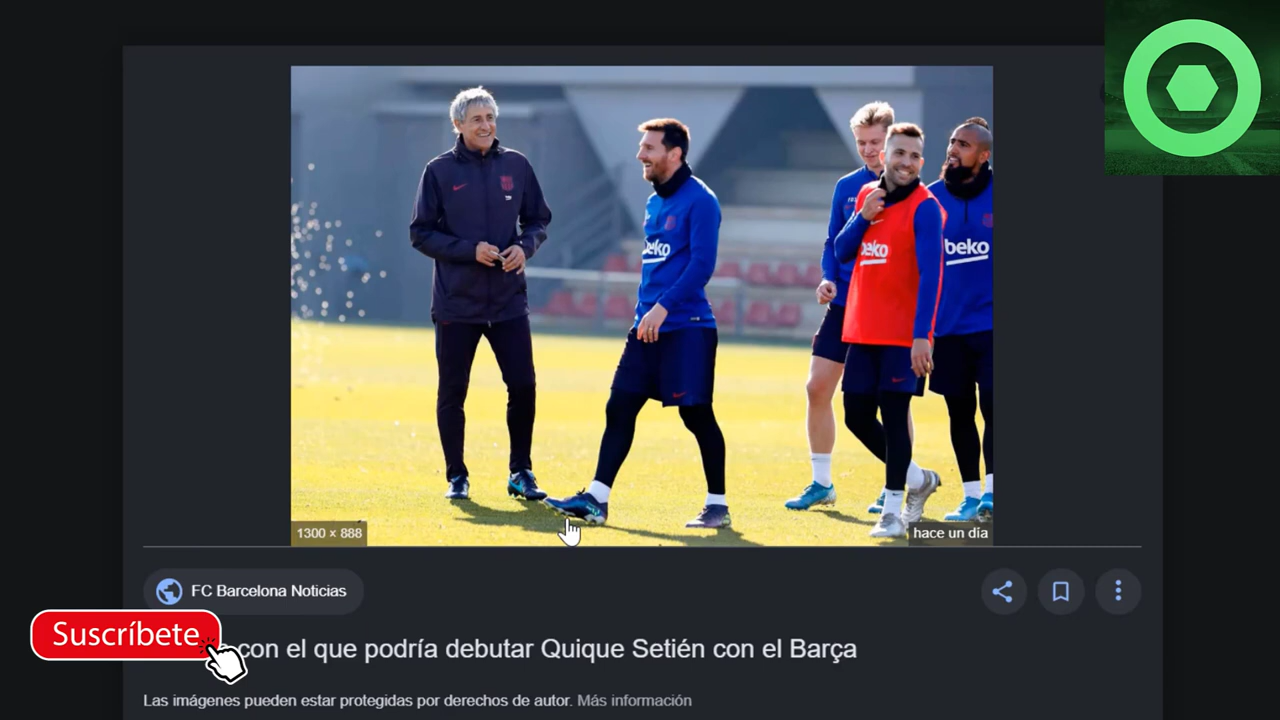 beko
beko
beko
1300 × 888
hace un día
FC Barcelona Noticias
Suscríbete
con el que podría debutar Quique Setién con el Barça
Las imágenes pueden estar protegidas por derechos de autor. Más información